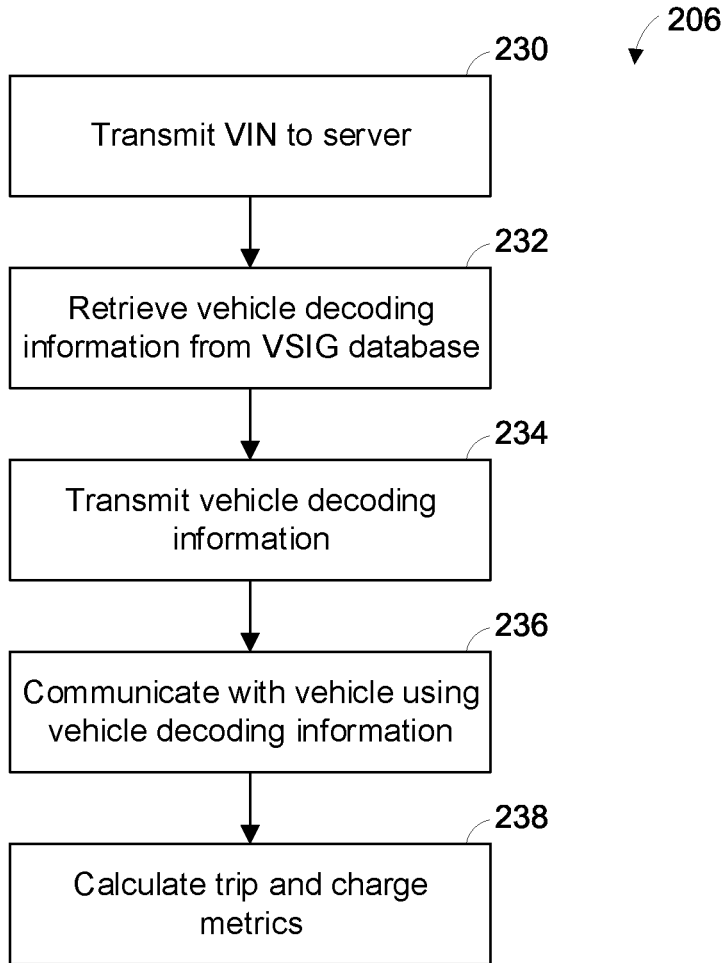 206
230
Transmit VIN to server
232
Retrieve vehicle decoding
information from VSIG database
234
Transmit vehicle decoding
information
236
Communicate with vehicle using
vehicle decoding information
238
Calculate trip and charge
metrics